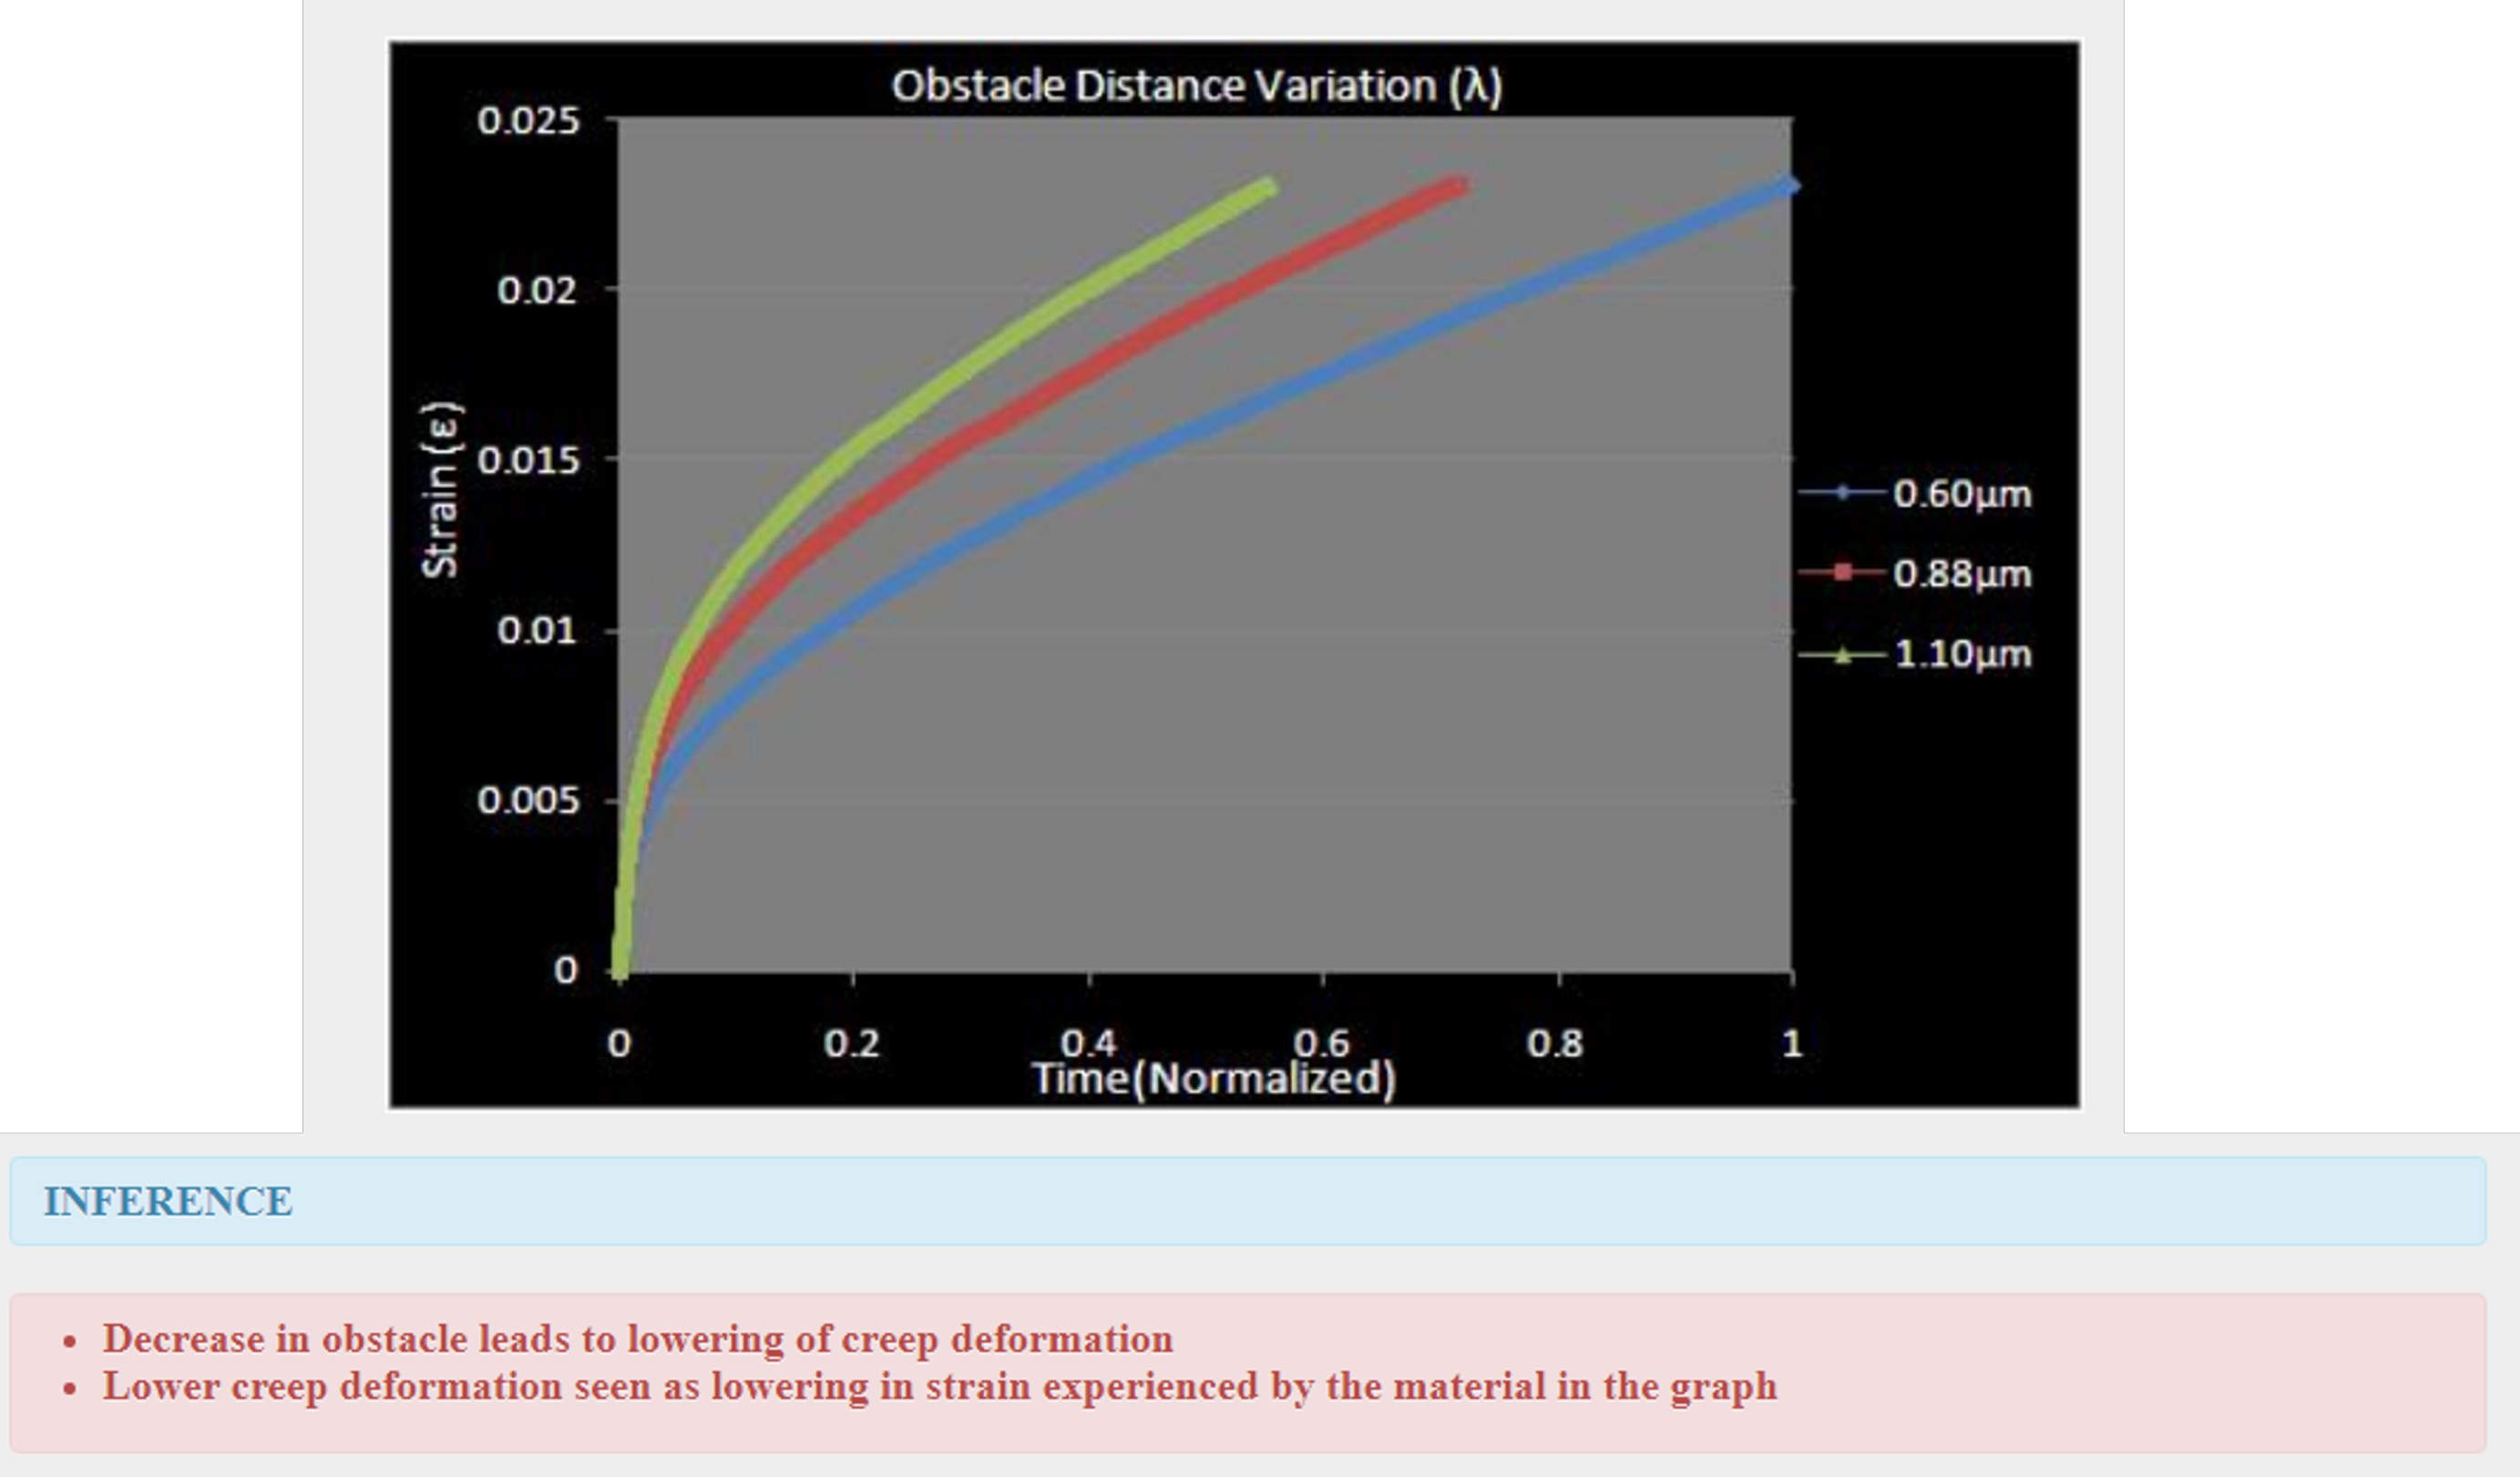 Obstacle Distance Variation (λ)
0.025
0.02
0.015
0.01
0.005
0
Strain (ε)
0 0.2 0.4 0.6 0.8 1
Time(Normalized)
0.60µm
0.88µm
1.10µm
INFERENCE
• Decrease in obstacle leads to lowering of creep deformation
• Lower creep deformation seen as lowering in strain experienced by the material in the graph